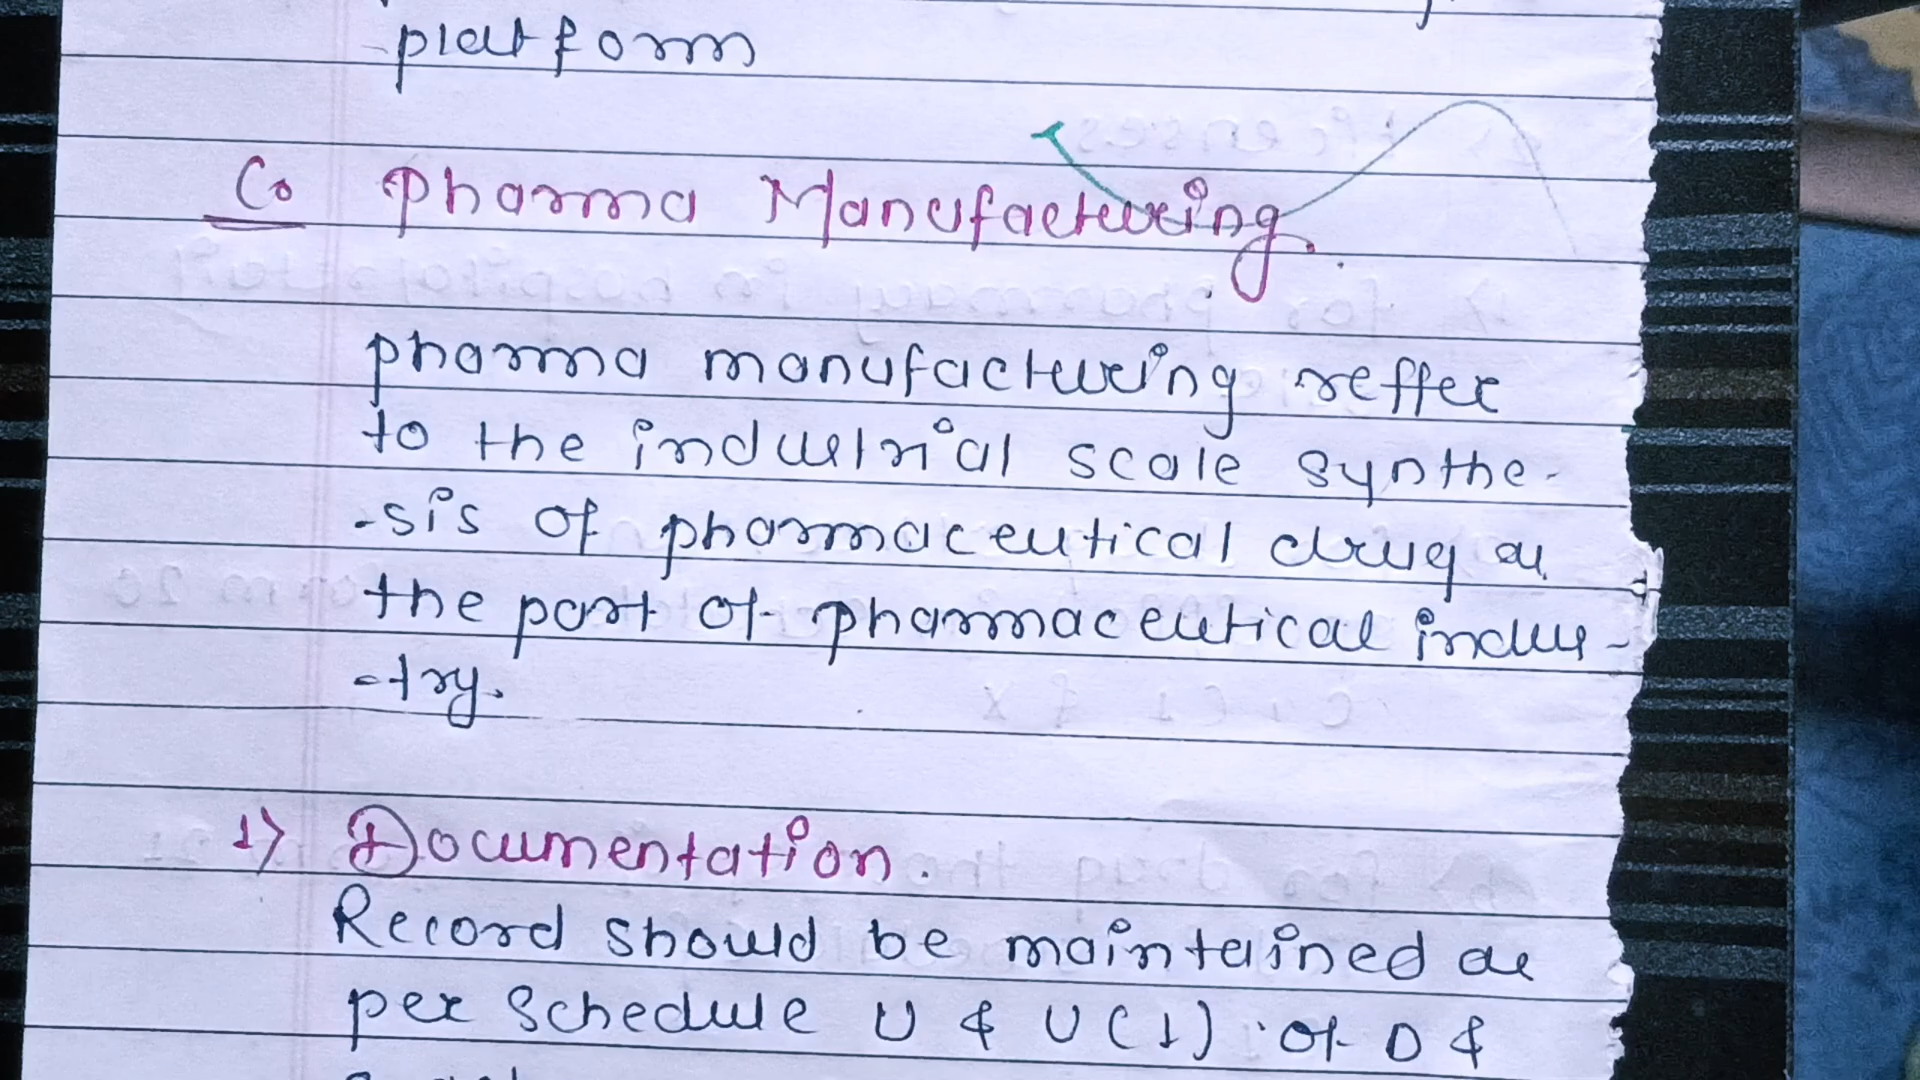 platform
C. Pharma Manufacturing.
pharma manufacturing reffer
to the industrial scale synthe-
-sis of pharmaceutical drug as
the part of pharmaceutical indus-
-try.
1) Documentation.
Record should be maintained as
per Schedule U & U(1) of D &